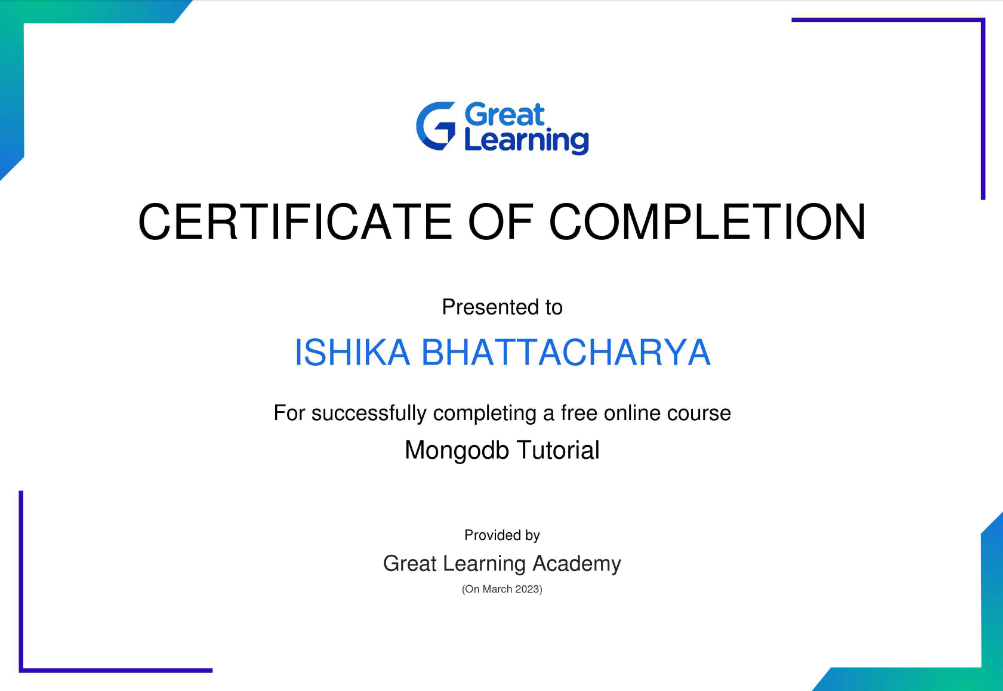 Great
Learning
CERTIFICATE OF COMPLETION
Presented to
ISHIKA BHATTACHARYA
For successfully completing a free online course
Mongodb Tutorial
Provided by
Great Learning Academy
(On March 2023)